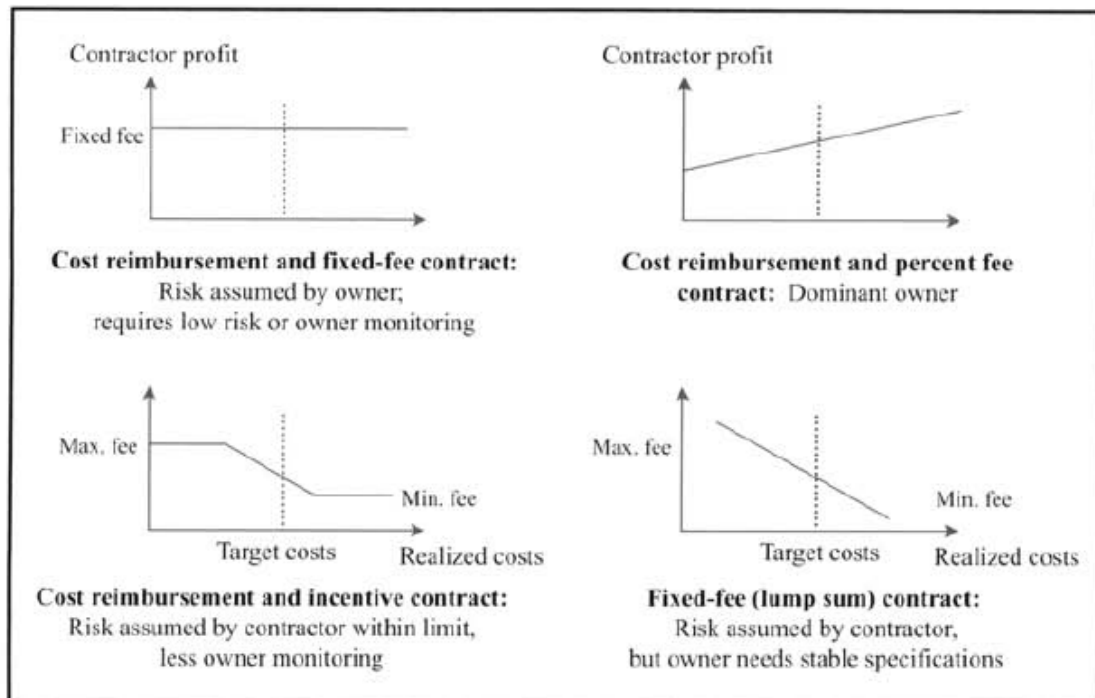 Contractor profit
Fixed fee
Cost reimbursement and fixed-fee contract:
Risk assumed by owner;
requires low risk or owner monitoring
Contractor profit
Cost reimbursement and percent fee
contract: Dominant owner
Max. fee
Min. fee
Target costs
Realized costs
Cost reimbursement and incentive contract:
Risk assumed by contractor within limit,
less owner monitoring
Max. fee
Min. fee
Target costs
Realized costs
Fixed-fee (lump sum) contract:
Risk assumed by contractor,
but owner needs stable specifications